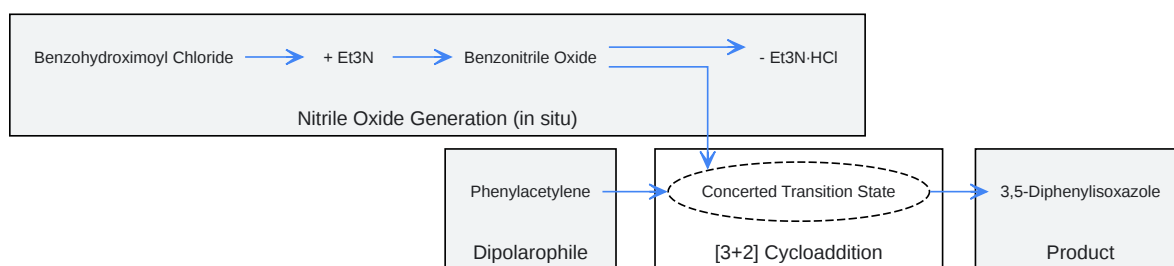 Benzohydroximoyl Chloride
+ Et3N
Benzonitrile Oxide
- Et3N·HCl
Nitrile Oxide Generation (in situ)
Phenylacetylene
Concerted Transition State
3,5-Diphenylisoxazole
Dipolarophile
[3+2] Cycloaddition
Product